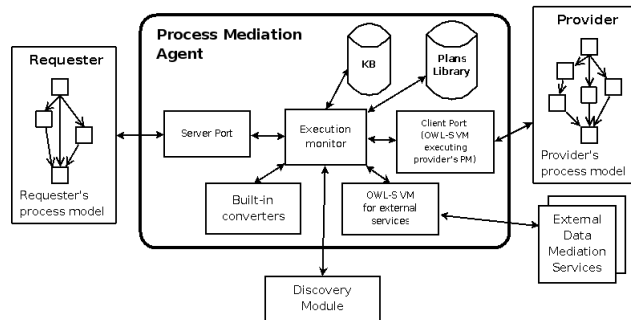 Requester
Requester's
process model
Process Mediation
Agent
KB
Plans
Library
Server Port
Execution
monitor
Client Port
(OWL-S VM
executing
provider's PM)
Built-in
converters
OWL-S VM
for external
services
Discovery
Module
Provider
Provider's
process model
External
Data
Mediation
Services